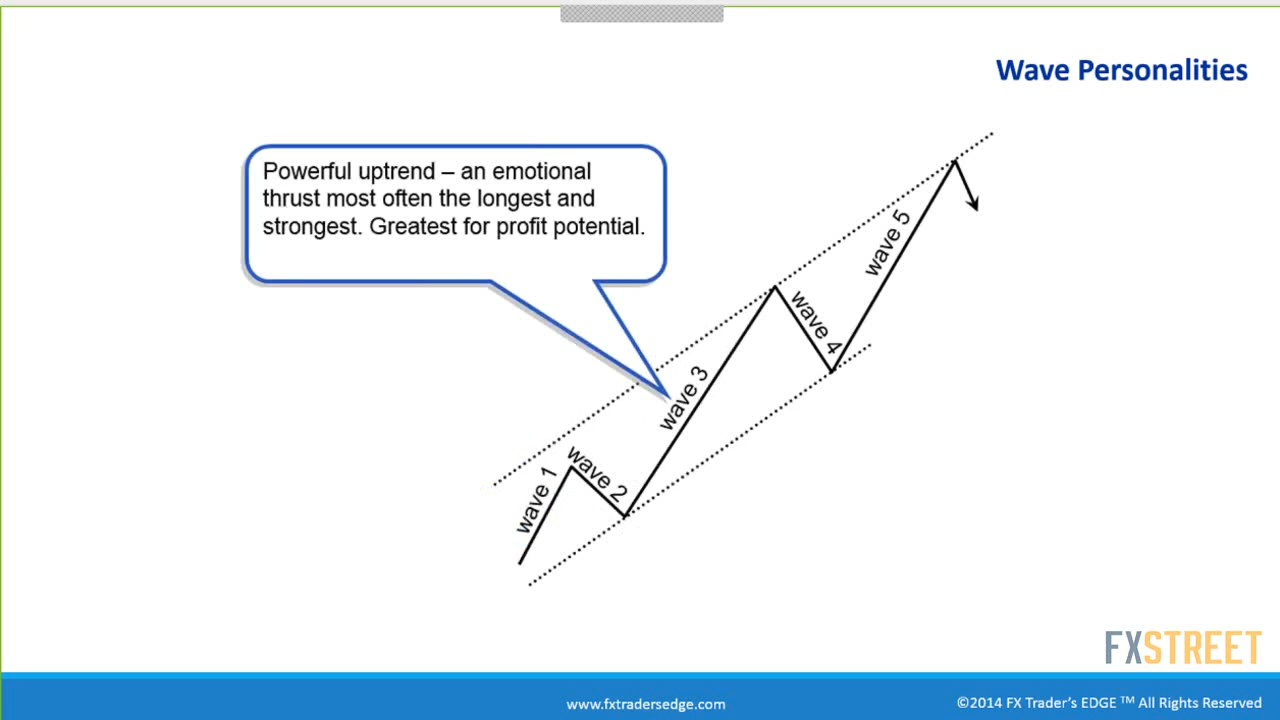 Wave Personalities
Powerful uptrend – an emotional
thrust most often the longest and
strongest. Greatest for profit potential.
wave 1
wave 2
wave 3
wave 4
wave 5
FXSTREET
www.fxtradersedge.com
©2014 FX Trader's EDGE ™ All Rights Reserved